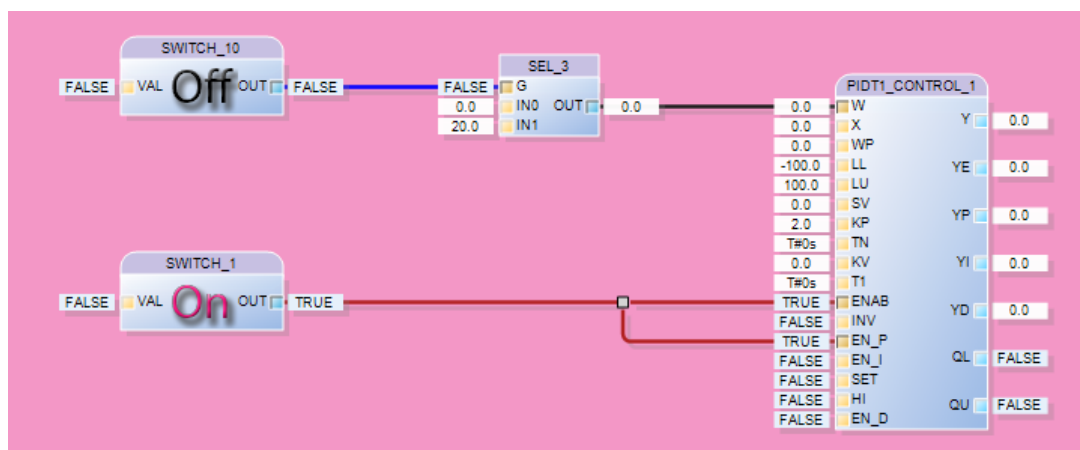 SWITCH_10
FALSE VAL Off OUT FALSE
SEL_3
FALSE G
0.0 IN0 OUT 0.0
20.0 IN1
PIDT1_CONTROL_1
0.0 W
0.0 X
Y 0.0
0.0 WP
-100.0 LL
YE 0.0
100.0 LU
0.0 SV
YP 0.0
2.0 KP
T#0s TN
0.0 KV
YI 0.0
T#0s T1
TRUE ENAB
YD 0.0
FALSE INV
TRUE EN_P
FALSE EN_I
QL FALSE
FALSE SET
FALSE HI
QU FALSE
FALSE EN_D
SWITCH_1
FALSE VAL On OUT TRUE